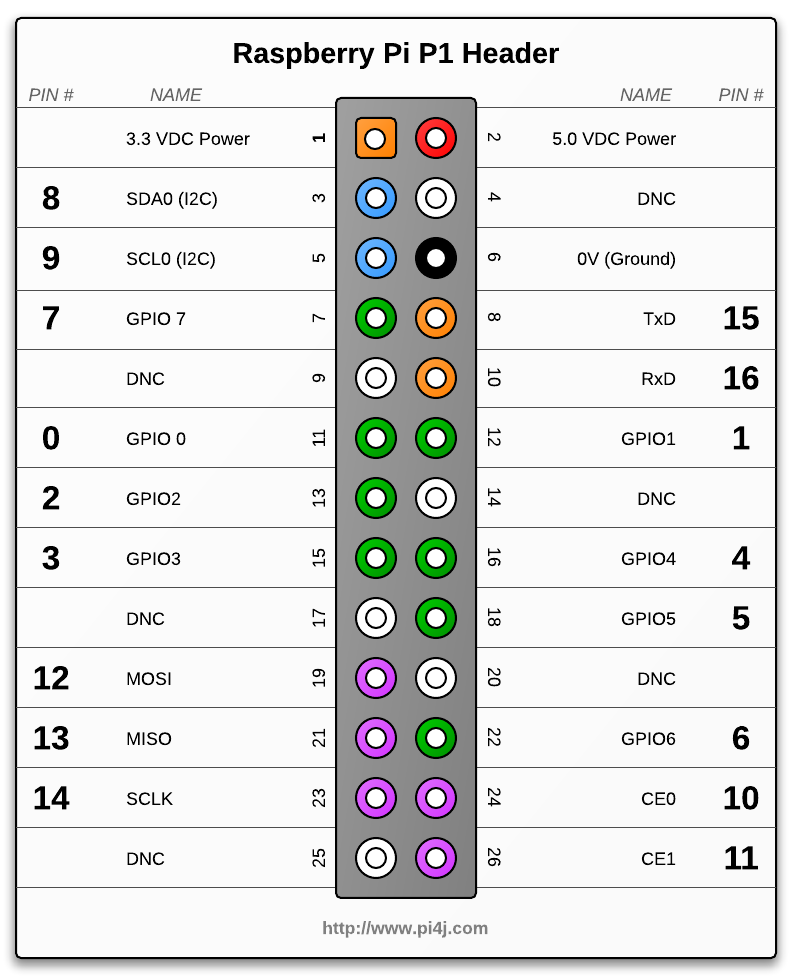 Raspberry Pi P1 Header
PIN # NAME NAME PIN #
3.3 VDC Power 1 2 5.0 VDC Power
8 SDA0 (I2C) 3 4 DNC
9 SCL0 (I2C) 5 6 0V (Ground)
7 GPIO 7 7 8 TxD 15
DNC 9 10 RxD 16
0 GPIO 0 11 12 GPIO1 1
2 GPIO2 13 14 DNC
3 GPIO3 15 16 GPIO4 4
DNC 17 18 GPIO5 5
12 MOSI 19 20 DNC
13 MISO 21 22 GPIO6 6
14 SCLK 23 24 CE0 10
DNC 25 26 CE1 11
http://www.pi4j.com